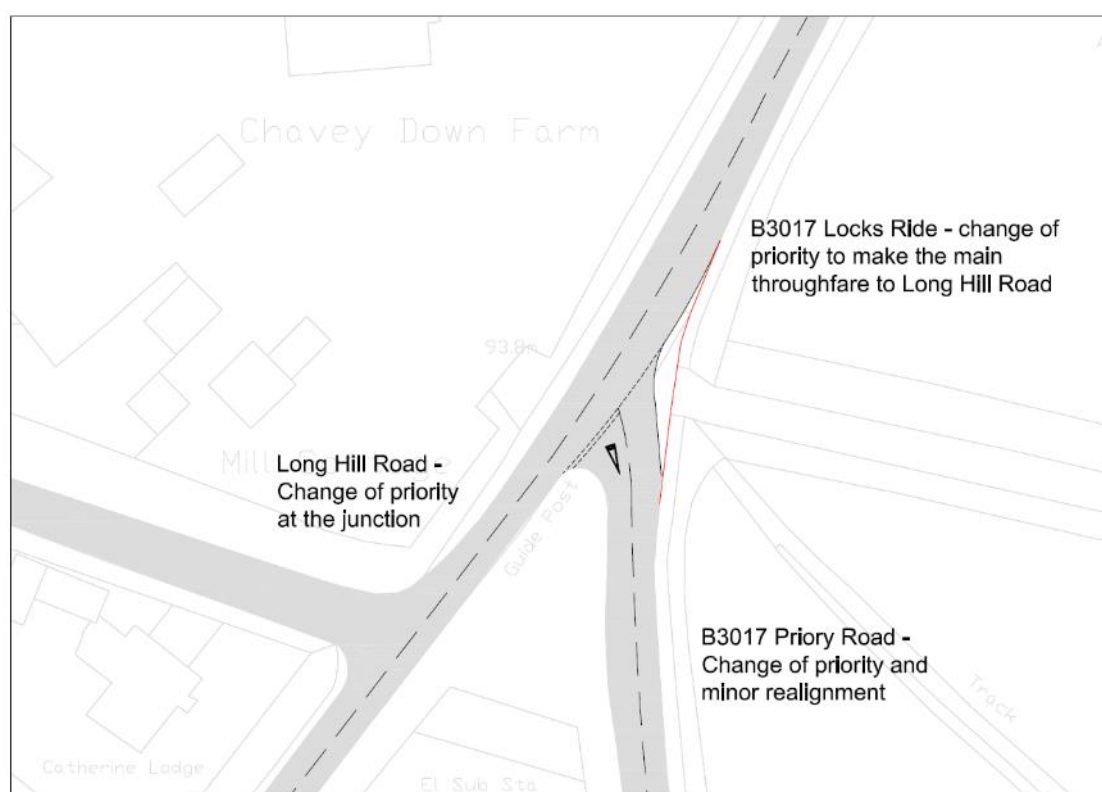 Chavey Down Farm
B3017 Locks Ride - change of
priority to make the main
throughfare to Long Hill Road
93.8m
Long Hill Road -
Change of priority
at the junction
Guide Post
B3017 Priory Road -
Change of priority and
minor realignment
Track
Catherine Lodge
El Sub Sta